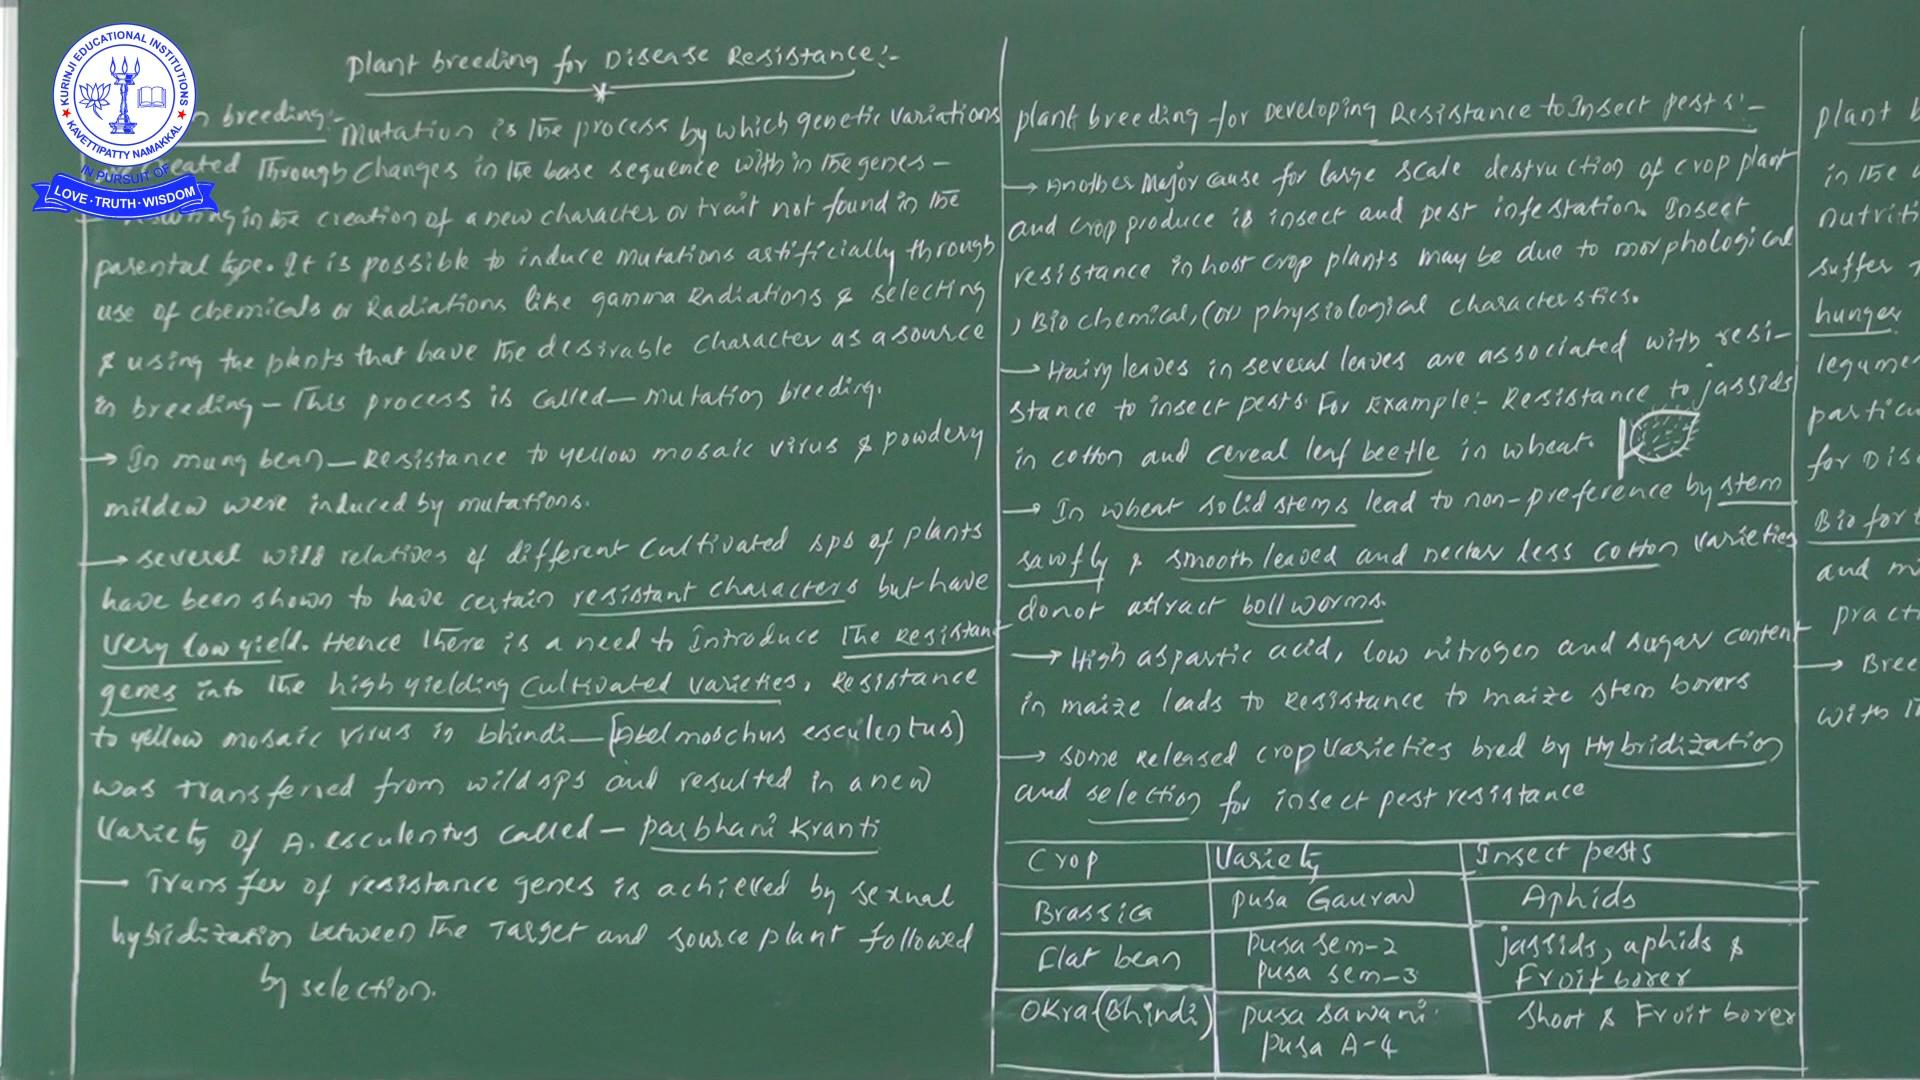 KURINJI EDUCATIONAL INSTITUTIONS
KAVETTIPATTY NAMAKKAL
IN PURSUIT OF
LOVE · TRUTH · WISDOM
Plant breeding for Disease Resistance:-
breeding:- Mutation is the process by which genetic variations
created Through changes in the base sequence with in the genes –
in the creation of a new character or trait not found in the
parental type. It is possible to induce mutations artificially through
use of chemicals or Radiations like gamma Radiations & selecting
& using the plants that have the desirable character as a source
in breeding – This process is called – mutation breeding.
→ In mung bean – Resistance to yellow mosaic virus & powdery
mildew were induced by mutations.
→ several wild relatives of different cultivated sps of plants
have been shown to have certain resistant characters but have
very low yield. Hence there is a need to Introduce The Resistant
genes into the high yielding cultivated varieties. Resistance
to yellow mosaic virus in bhindi – (Abelmoschus esculentus)
was transferred from wild sps and resulted in a new
variety of A. esculentus called – parbhani kranti
– Transfer of resistance genes is achieved by sexual
hybridization between the Target and source plant followed
by selection.
plant breeding for Developing Resistance to Insect pests:-
→ Another Major cause for large scale destruction of crop plant
and crop produce is insect and pest infestation. Insect
resistance in host crop plants may be due to morphological
, Bio chemical, (or) physiological characterstics.
→ Hairy leaves in several leaves are associated with resi-
stance to insect pests. For Example:- Resistance to jassids
in cotton and cereal leaf beetle in wheat.
→ In wheat solid stems lead to non-preference by stem
sawfly & smooth leaved and nectar less cotton varieties
donot attract bollworms.
→ High aspartic acid, low nitrogen and sugar content
in maize leads to Resistance to maize stem borers
→ some Released crop varieties bred by Hybridization
and selection for insect pest resistance
Crop Variety Insect pests
Brassica pusa Gaurav Aphids
Flat bean pusa sem-2 jassids, aphids &
pusa sem-3 Fruit borer
OKra (Bhindi) pusa sawani Shoot & Fruit borer
pusa A-4
plant b
in the
nutriti
suffer
hunger
legumes
particu
for Dis
Bio fort
and mi
practi
→ Bree
with